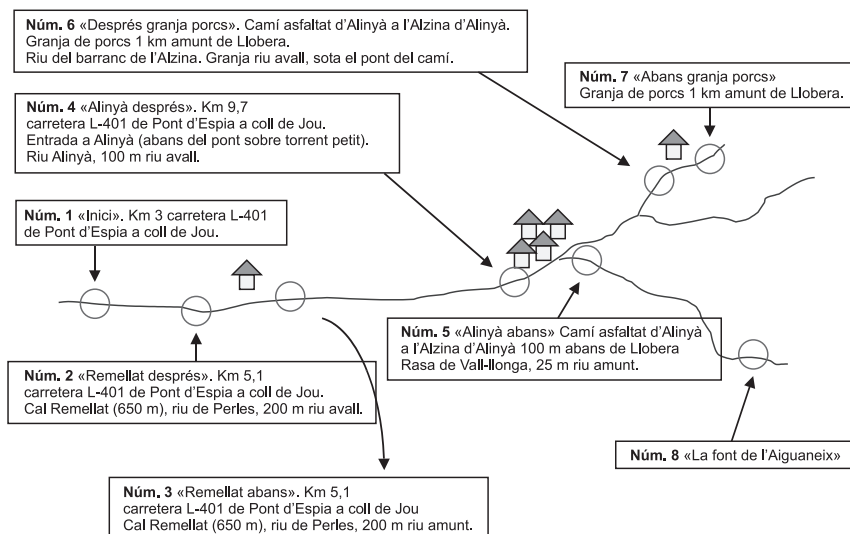 Núm. 6 «Després granja porcs». Camí asfaltat d’Alinyà a l’Alzina d’Alinyà.
Granja de porcs 1 km amunt de Llobera.
Riu del barranc de l’Alzina. Granja riu avall, sota el pont del camí.
Núm. 7 «Abans granja porcs»
Granja de porcs 1 km amunt de Llobera.
Núm. 4 «Alinyà després». Km 9,7
carretera L-401 de Pont d’Espia a coll de Jou.
Entrada a Alinyà (abans del pont sobre torrent petit).
Riu Alinyà, 100 m riu avall.
Núm. 1 «Inici». Km 3 carretera L-401
de Pont d’Espia a coll de Jou.
Núm. 5 «Alinyà abans» Camí asfaltat d’Alinyà
a l’Alzina d’Alinyà 100 m abans de Llobera
Rasa de Vall-llonga, 25 m riu amunt.
Núm. 2 «Remellat després». Km 5,1
carretera L-401 de Pont d’Espia a coll de Jou.
Cal Remellat (650 m), riu de Perles, 200 m riu avall.
Núm. 8 «La font de l’Aiguaneix»
Núm. 3 «Remellat abans». Km 5,1
carretera L-401 de Pont d’Espia a coll de Jou
Cal Remellat (650 m), riu de Perles, 200 m riu amunt.